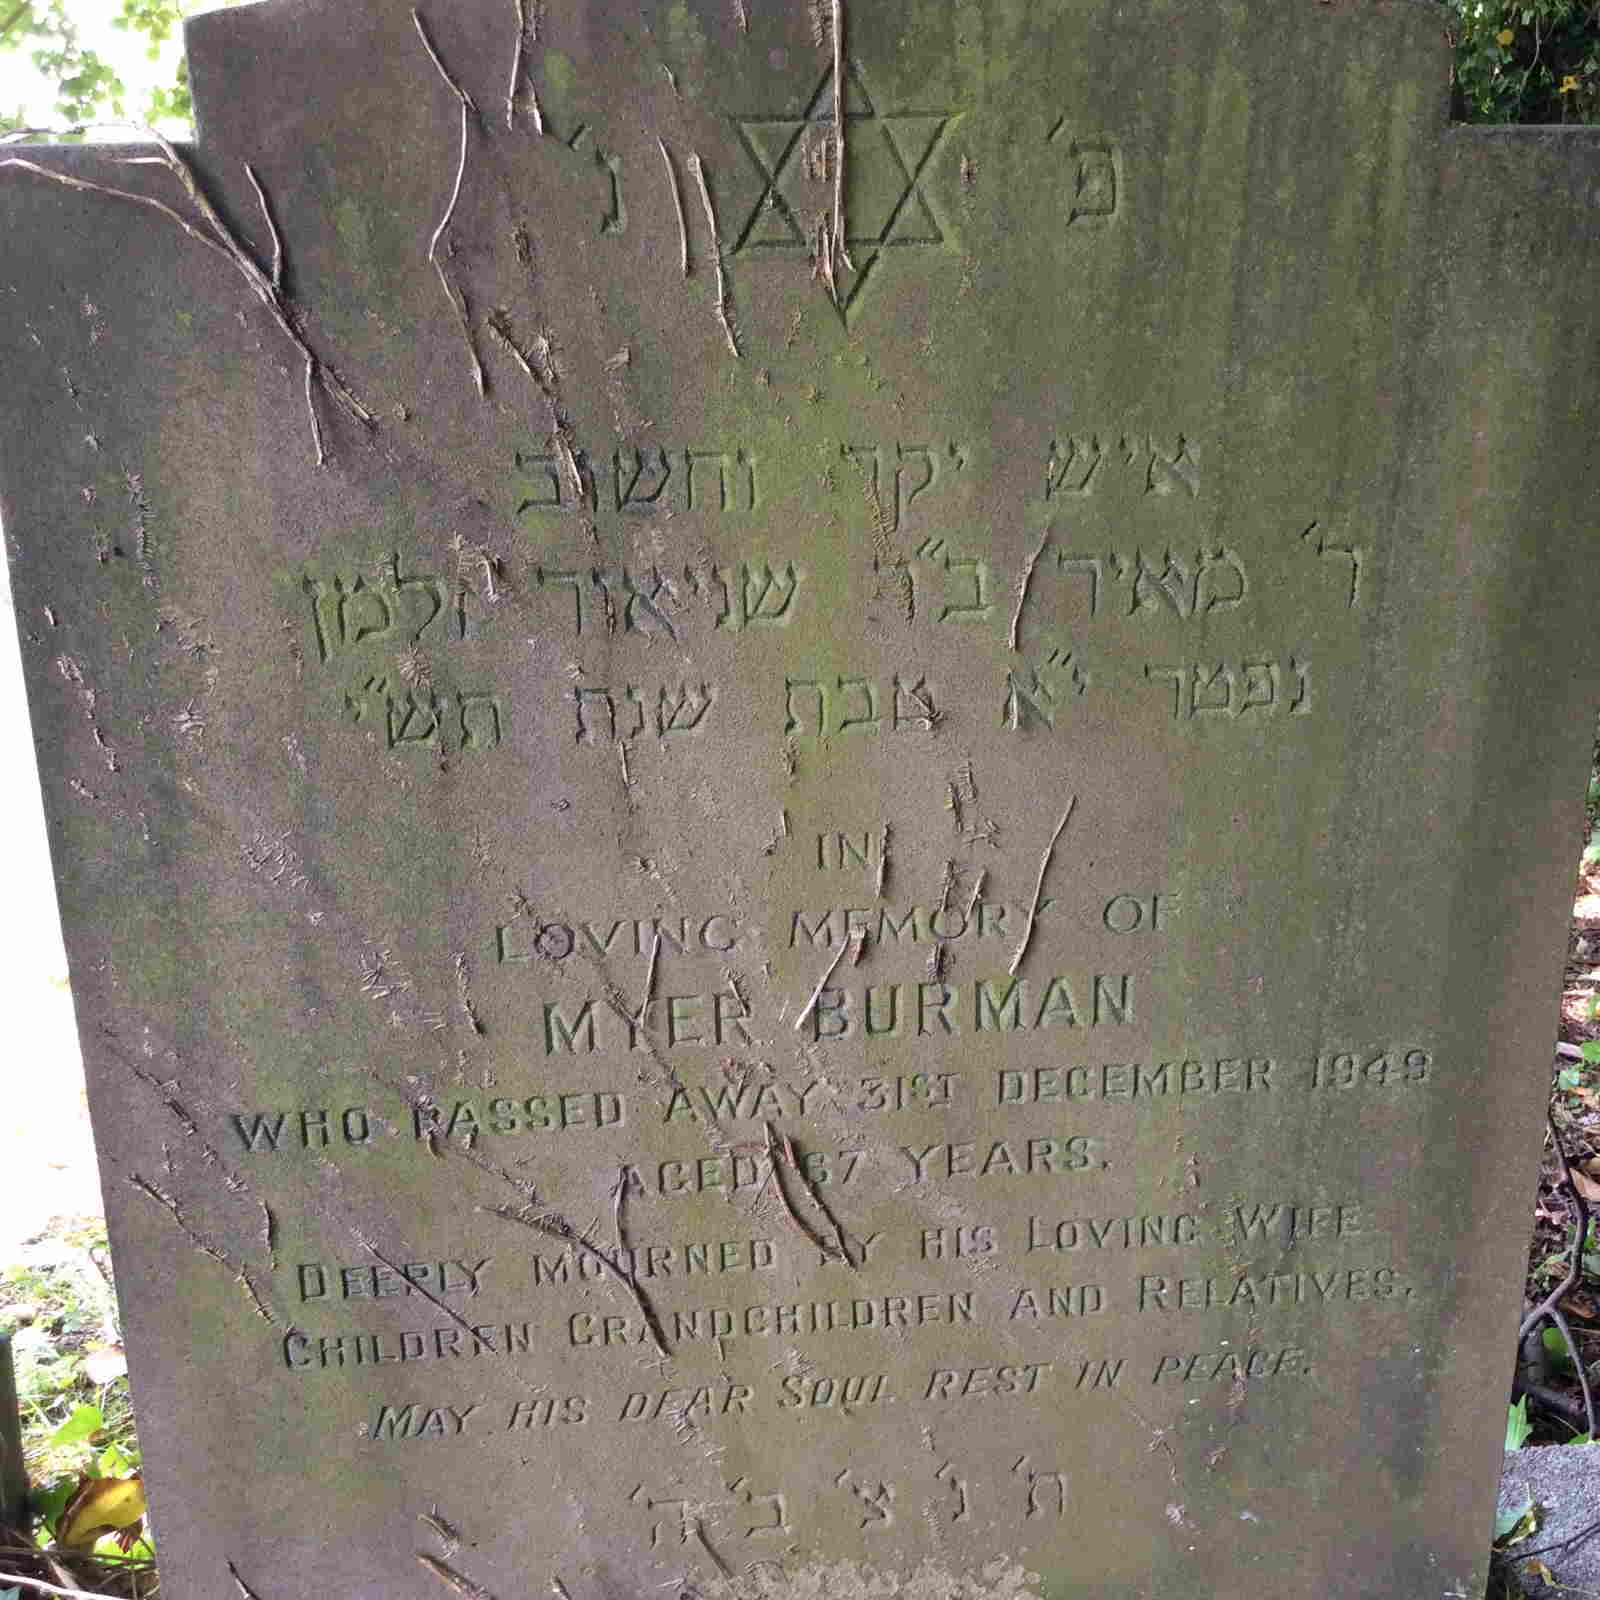 פ' נ'
איש יקר וחשוב
ר' מאיר ב"ר שניאור זלמן
נפטר י"א טבת שנת תש"י
IN
LOVING MEMORY OF
MYER BURMAN
WHO PASSED AWAY 31ST DECEMBER 1949
AGED 67 YEARS.
DEEPLY MOURNED BY HIS LOVING WIFE
CHILDREN GRANDCHILDREN AND RELATIVES.
MAY HIS DEAR SOUL REST IN PEACE.
ת' נ' צ' ב' ה'